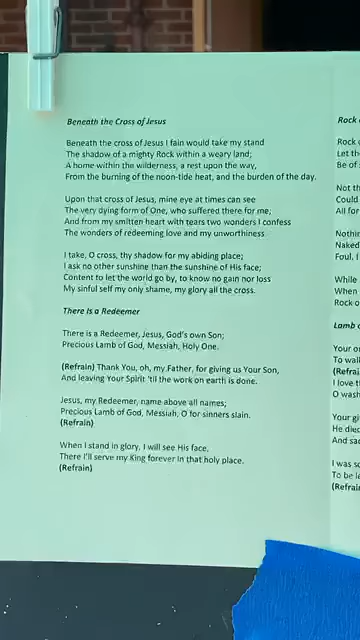 Beneath the Cross of Jesus
Beneath the cross of Jesus I fain would take my stand
The shadow of a mighty Rock within a weary land;
A home within the wilderness, a rest upon the way,
From the burning of the noon-tide heat, and the burden of the day.
Upon that cross of Jesus, mine eye at times can see
The very dying form of One, who suffered there for me;
And from my smitten heart with tears two wonders I confess
The wonders of redeeming love and my unworthiness
I take, O cross, thy shadow for my abiding place;
I ask no other sunshine than the sunshine of His face;
Content to let the world go by, to know no gain nor loss
My sinful self my only shame, my glory all the cross.
There Is a Redeemer
There is a Redeemer, Jesus, God's own Son;
Precious Lamb of God, Messiah, Holy One.
(Refrain) Thank You, oh, my Father, for giving us Your Son,
And leaving Your Spirit 'til the work on earth is done.
Jesus, my Redeemer, name above all names;
Precious Lamb of God, Messiah, O for sinners slain.
(Refrain)
When I stand in glory, I will see His face,
There I'll serve my King forever in that holy place.
(Refrain)
Rock
Rock
Let th
Be of
Not th
Could
All for
Nothin
Naked
Foul, I
While
When
Rock o
Lamb
Your o
To wal
(Refrai
I love t
O wash
Your gi
He died
And sac
I was so
To be le
(Refrai